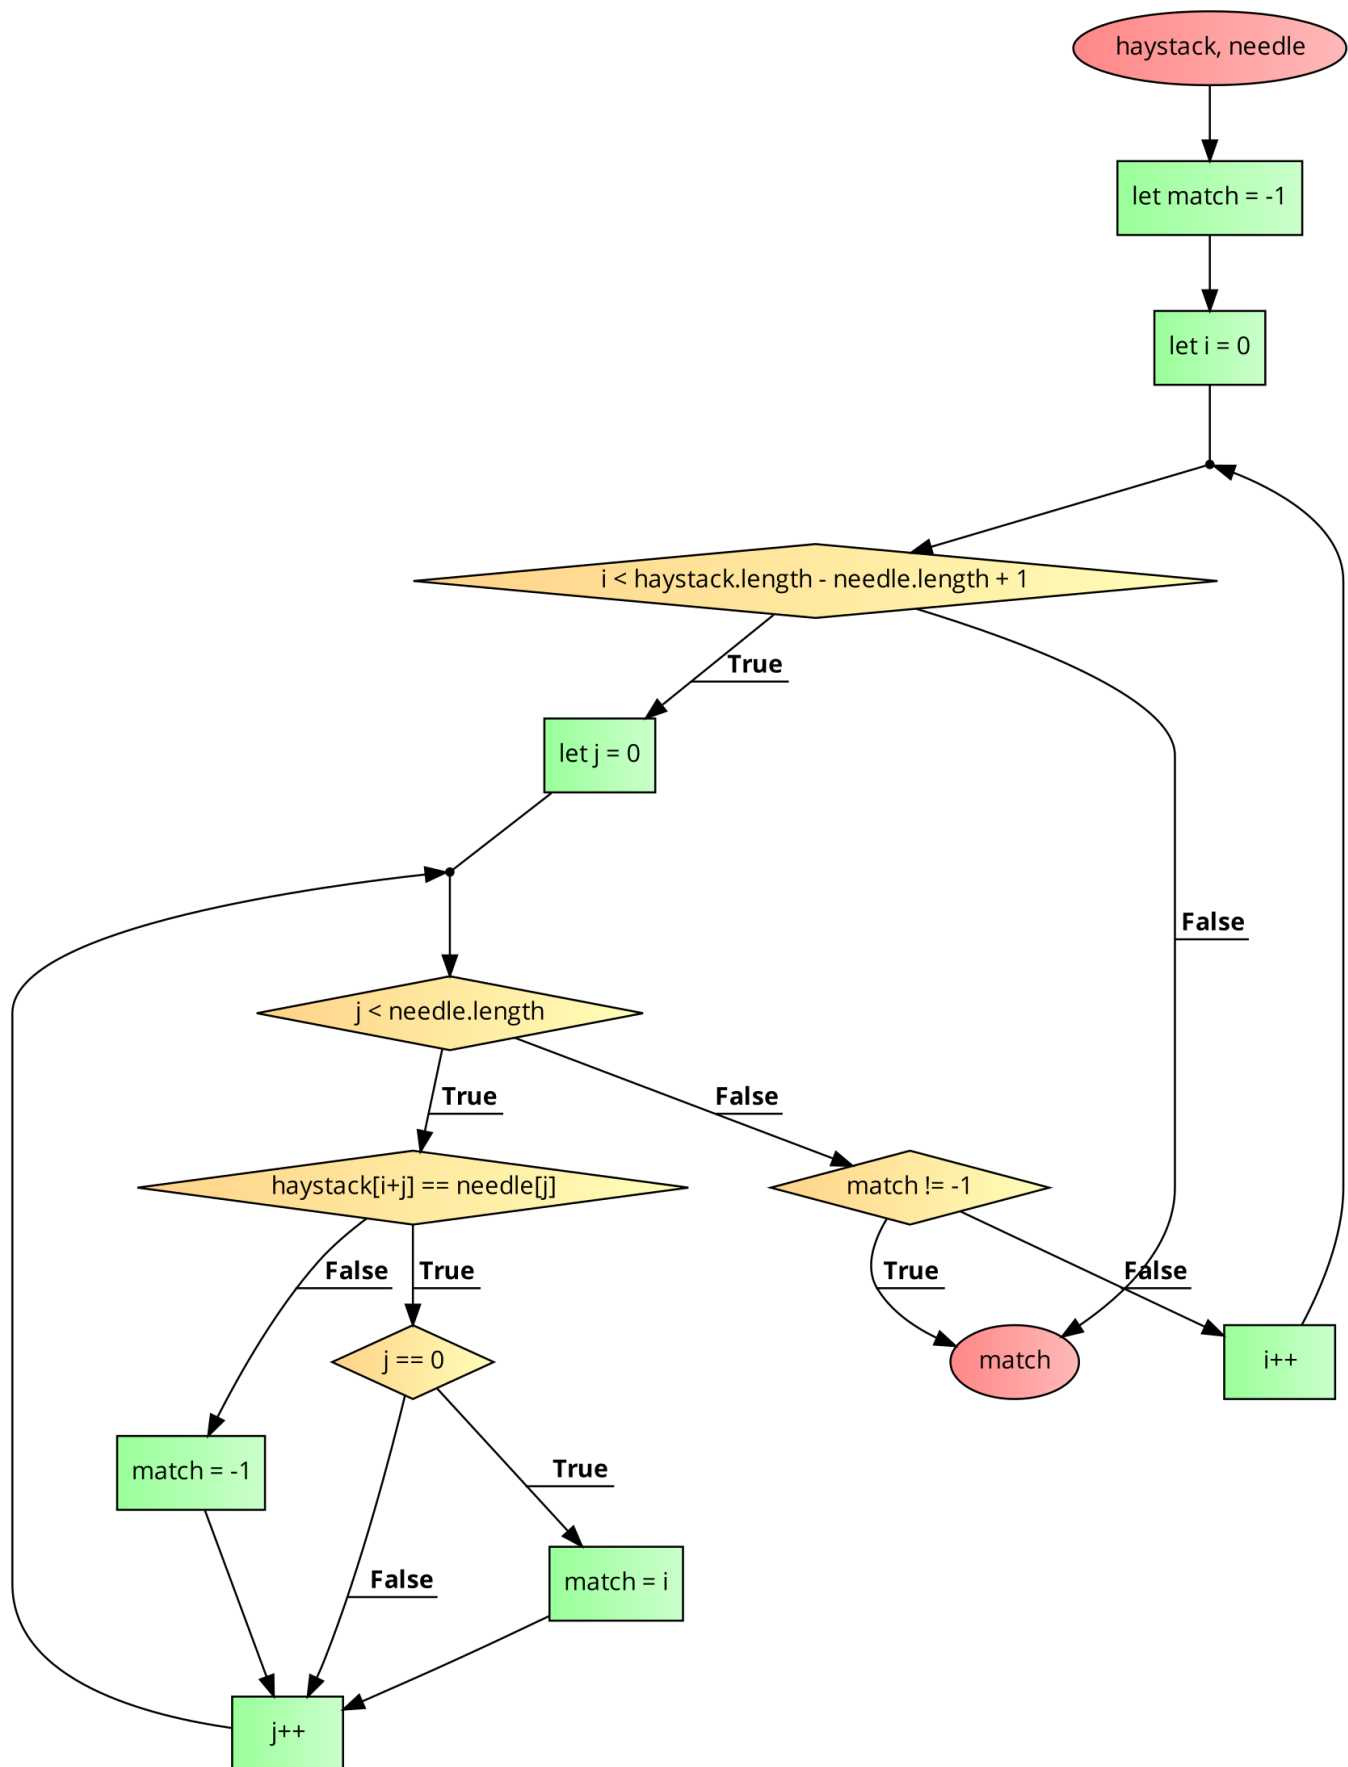 haystack, needle
let match = -1
let i = 0
i < haystack.length - needle.length + 1
True
let j = 0
False
j < needle.length
True
False
haystack[i+j] == needle[j]
match != -1
False
True
True
False
j == 0
match
i++
match = -1
True
False
match = i
j++